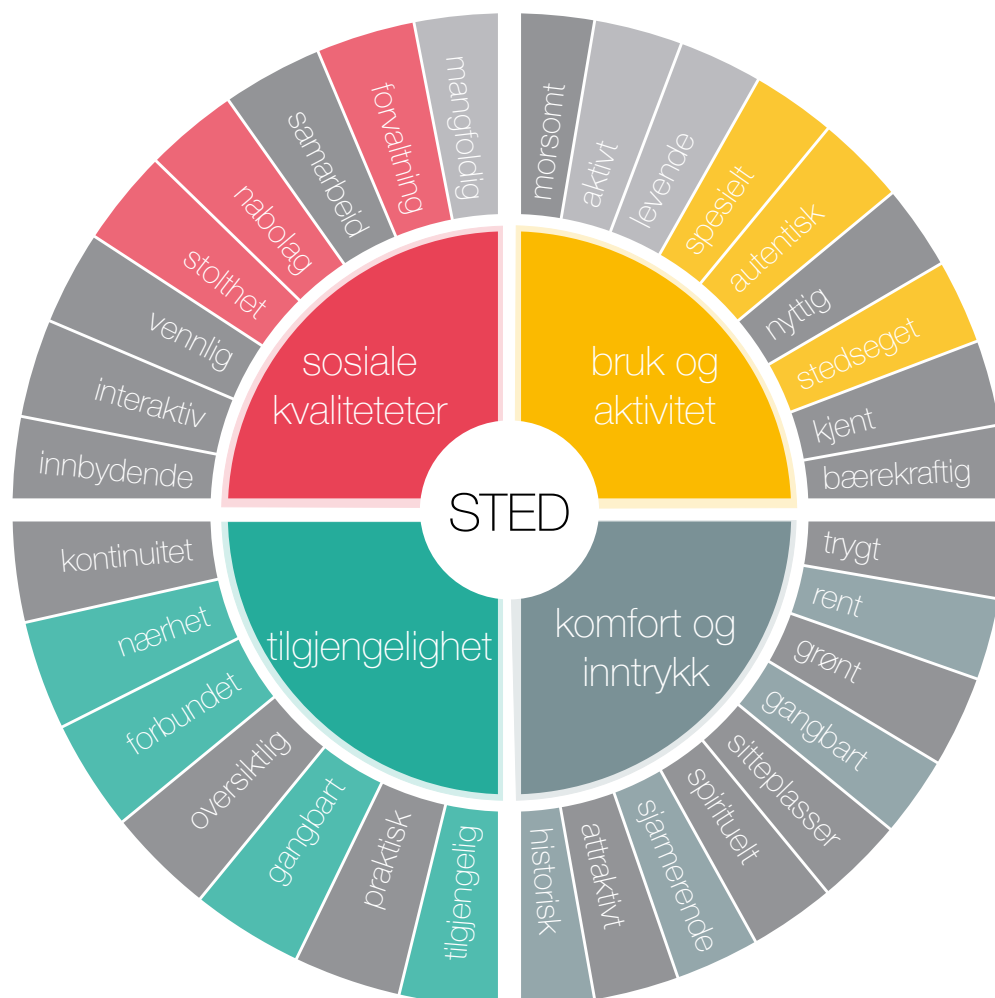 mangfoldig
forvaltning
samarbeid
nabolag
stolthet
vennlig
interaktiv
innbydende
morsomt
aktivt
levende
spesielt
autentisk
nyttig
stedseget
kjent
bærekraftig
sosiale
kvaliteteter
bruk og
aktivitet
STED
tilgjengelighet
komfort og
inntrykk
kontinuitet
nærhet
forbundet
oversiktlig
gangbart
praktisk
tilgjengelig
trygt
rent
grønt
gangbart
sitteplasser
spirituelt
sjarmerende
attraktivt
historisk